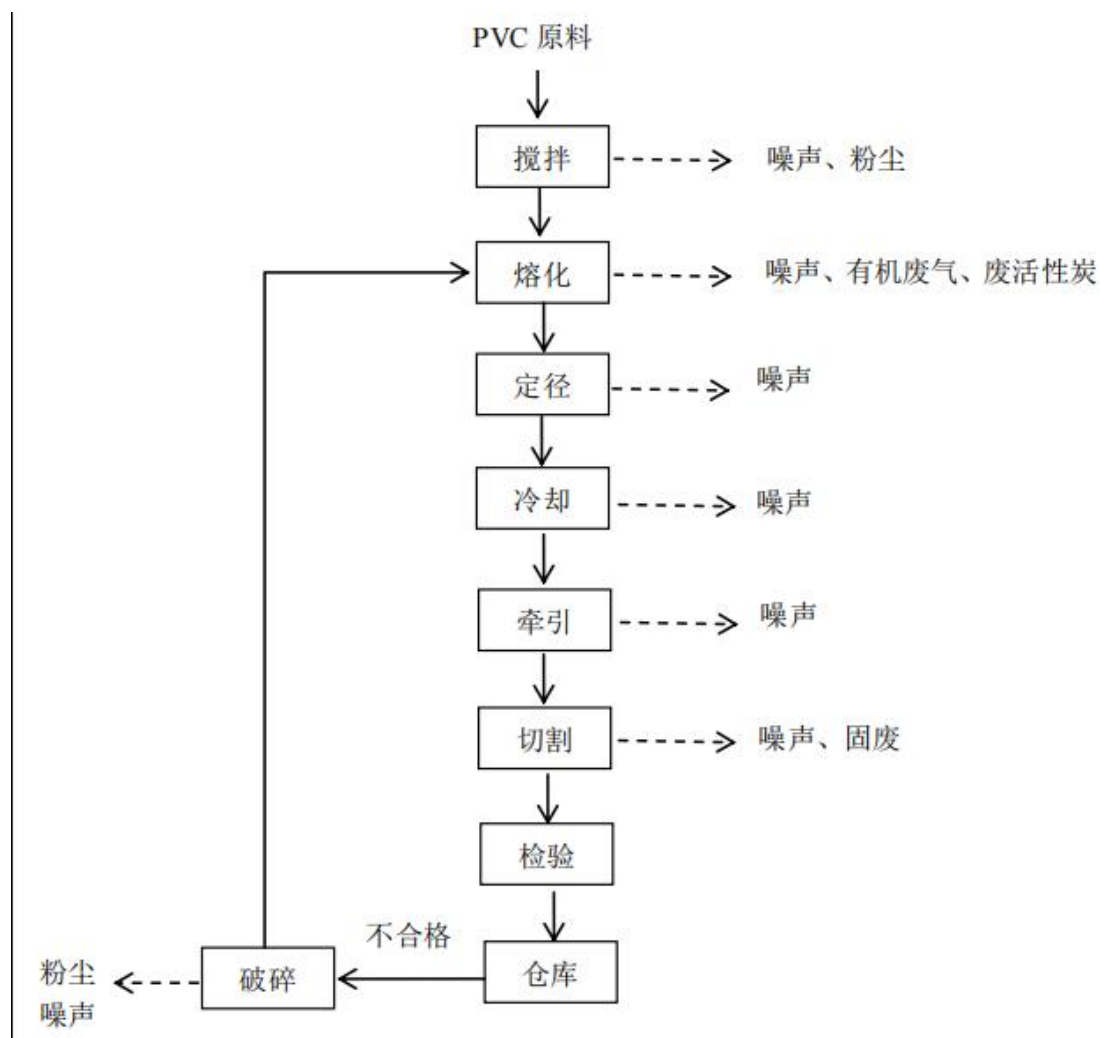 PVC 原料
搅拌
噪声、粉尘
熔化
噪声、有机废气、废活性炭
定径
噪声
冷却
噪声
牵引
噪声
切割
噪声、固废
检验
不合格
仓库
破碎
粉尘
噪声